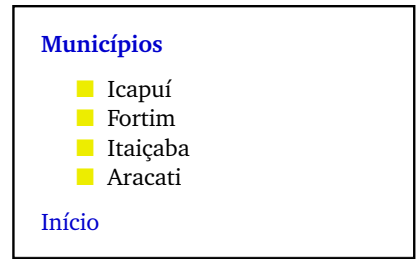 Municípios
Icapuí
Fortim
Itaiçaba
Aracati
Início